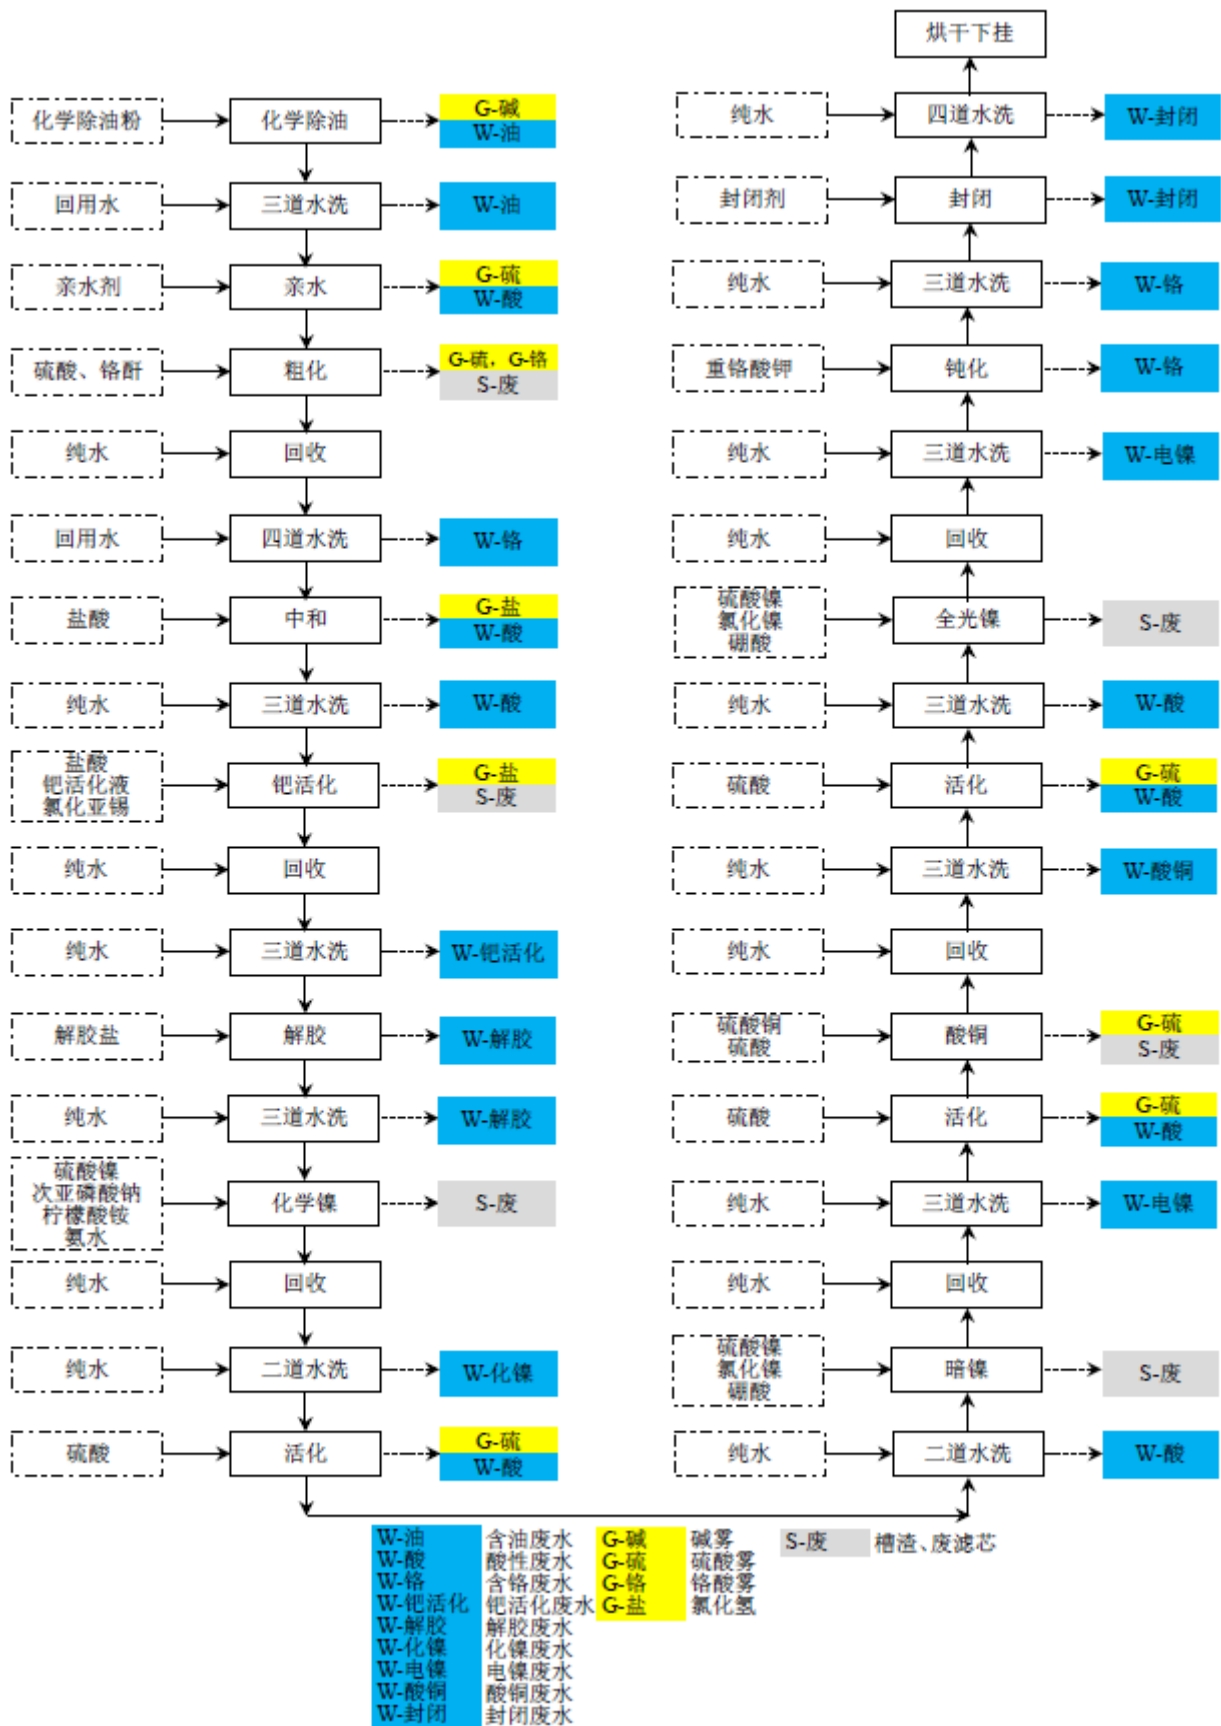 化学除油粉
化学除油
G-碱
W-油
回用水
三道水洗
W-油
亲水剂
亲水
G-硫
W-酸
硫酸、铬酐
粗化
G-硫，G-铬
S-废
纯水
回收
回用水
四道水洗
W-铬
盐酸
中和
G-盐
W-酸
纯水
三道水洗
W-酸
盐酸
钯活化液
氯化亚锡
钯活化
G-盐
S-废
纯水
回收
纯水
三道水洗
W-钯活化
解胶盐
解胶
W-解胶
纯水
三道水洗
W-解胶
硫酸镍
次亚磷酸钠
柠檬酸铵
氨水
化学镍
S-废
纯水
回收
纯水
二道水洗
W-化镍
硫酸
活化
G-硫
W-酸
烘干下挂
纯水
四道水洗
W-封闭
封闭剂
封闭
W-封闭
纯水
三道水洗
W-铬
重铬酸钾
钝化
W-铬
纯水
三道水洗
W-电镍
纯水
回收
硫酸镍
氯化镍
硼酸
全光镍
S-废
纯水
三道水洗
W-酸
硫酸
活化
G-硫
W-酸
纯水
三道水洗
W-酸铜
纯水
回收
硫酸铜
硫酸
酸铜
G-硫
S-废
硫酸
活化
G-硫
W-酸
纯水
三道水洗
W-电镍
纯水
回收
硫酸镍
氯化镍
硼酸
暗镍
S-废
纯水
二道水洗
W-酸
W-油 含油废水 G-碱 碱雾 S-废 槽渣、废滤芯
W-酸 酸性废水 G-硫 硫酸雾
W-铬 含铬废水 G-铬 铬酸雾
W-钯活化 钯活化废水 G-盐 氯化氢
W-解胶 解胶废水
W-化镍 化镍废水
W-电镍 电镍废水
W-酸铜 酸铜废水
W-封闭 封闭废水